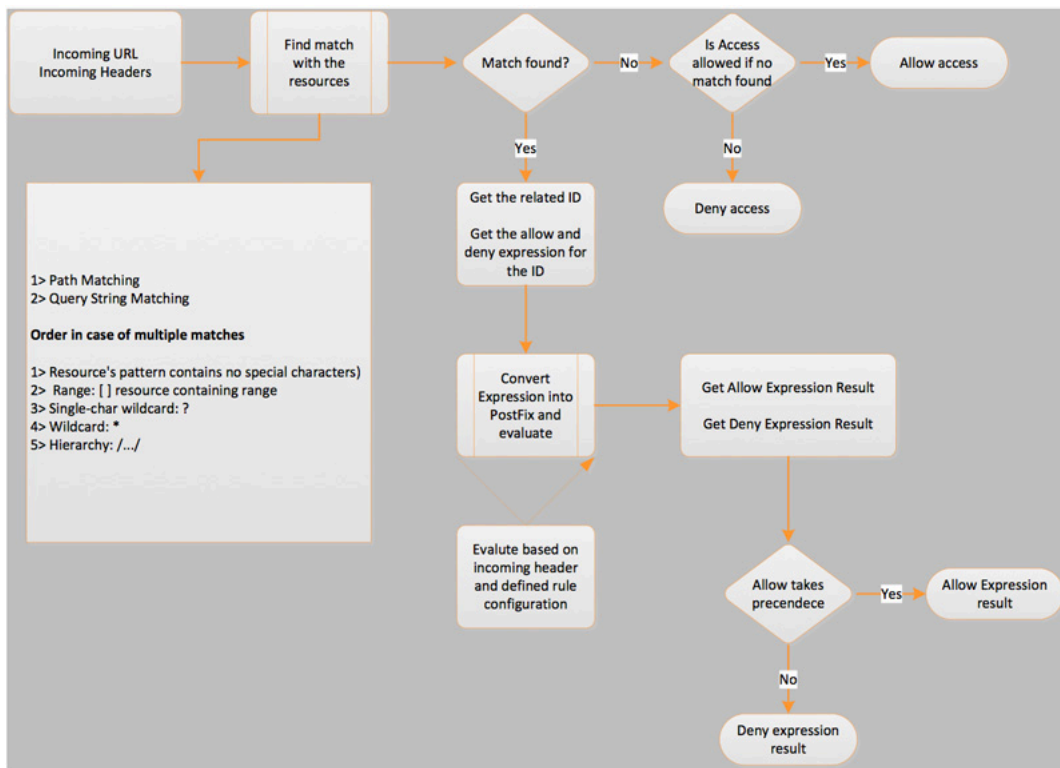 Incoming URL
Incoming Headers
Find match
with the
resources
Match found?
No
Is Access
allowed if no
match found
Yes
Allow access
Yes
No
Deny access
Get the related ID
Get the allow and
deny expression for
the ID
1> Path Matching
2> Query String Matching
Order in case of multiple matches
1> Resource's pattern contains no special characters)
2> Range: [ ] resource containing range
3> Single-char wildcard: ?
4> Wildcard: *
5> Hierarchy: /.../
Convert
Expression into
PostFix and
evaluate
Get Allow Expression Result
Get Deny Expression Result
Evalute based on
incoming header
and defined rule
configuration
Allow takes
precendece
Yes
Allow Expression
result
No
Deny expression
result